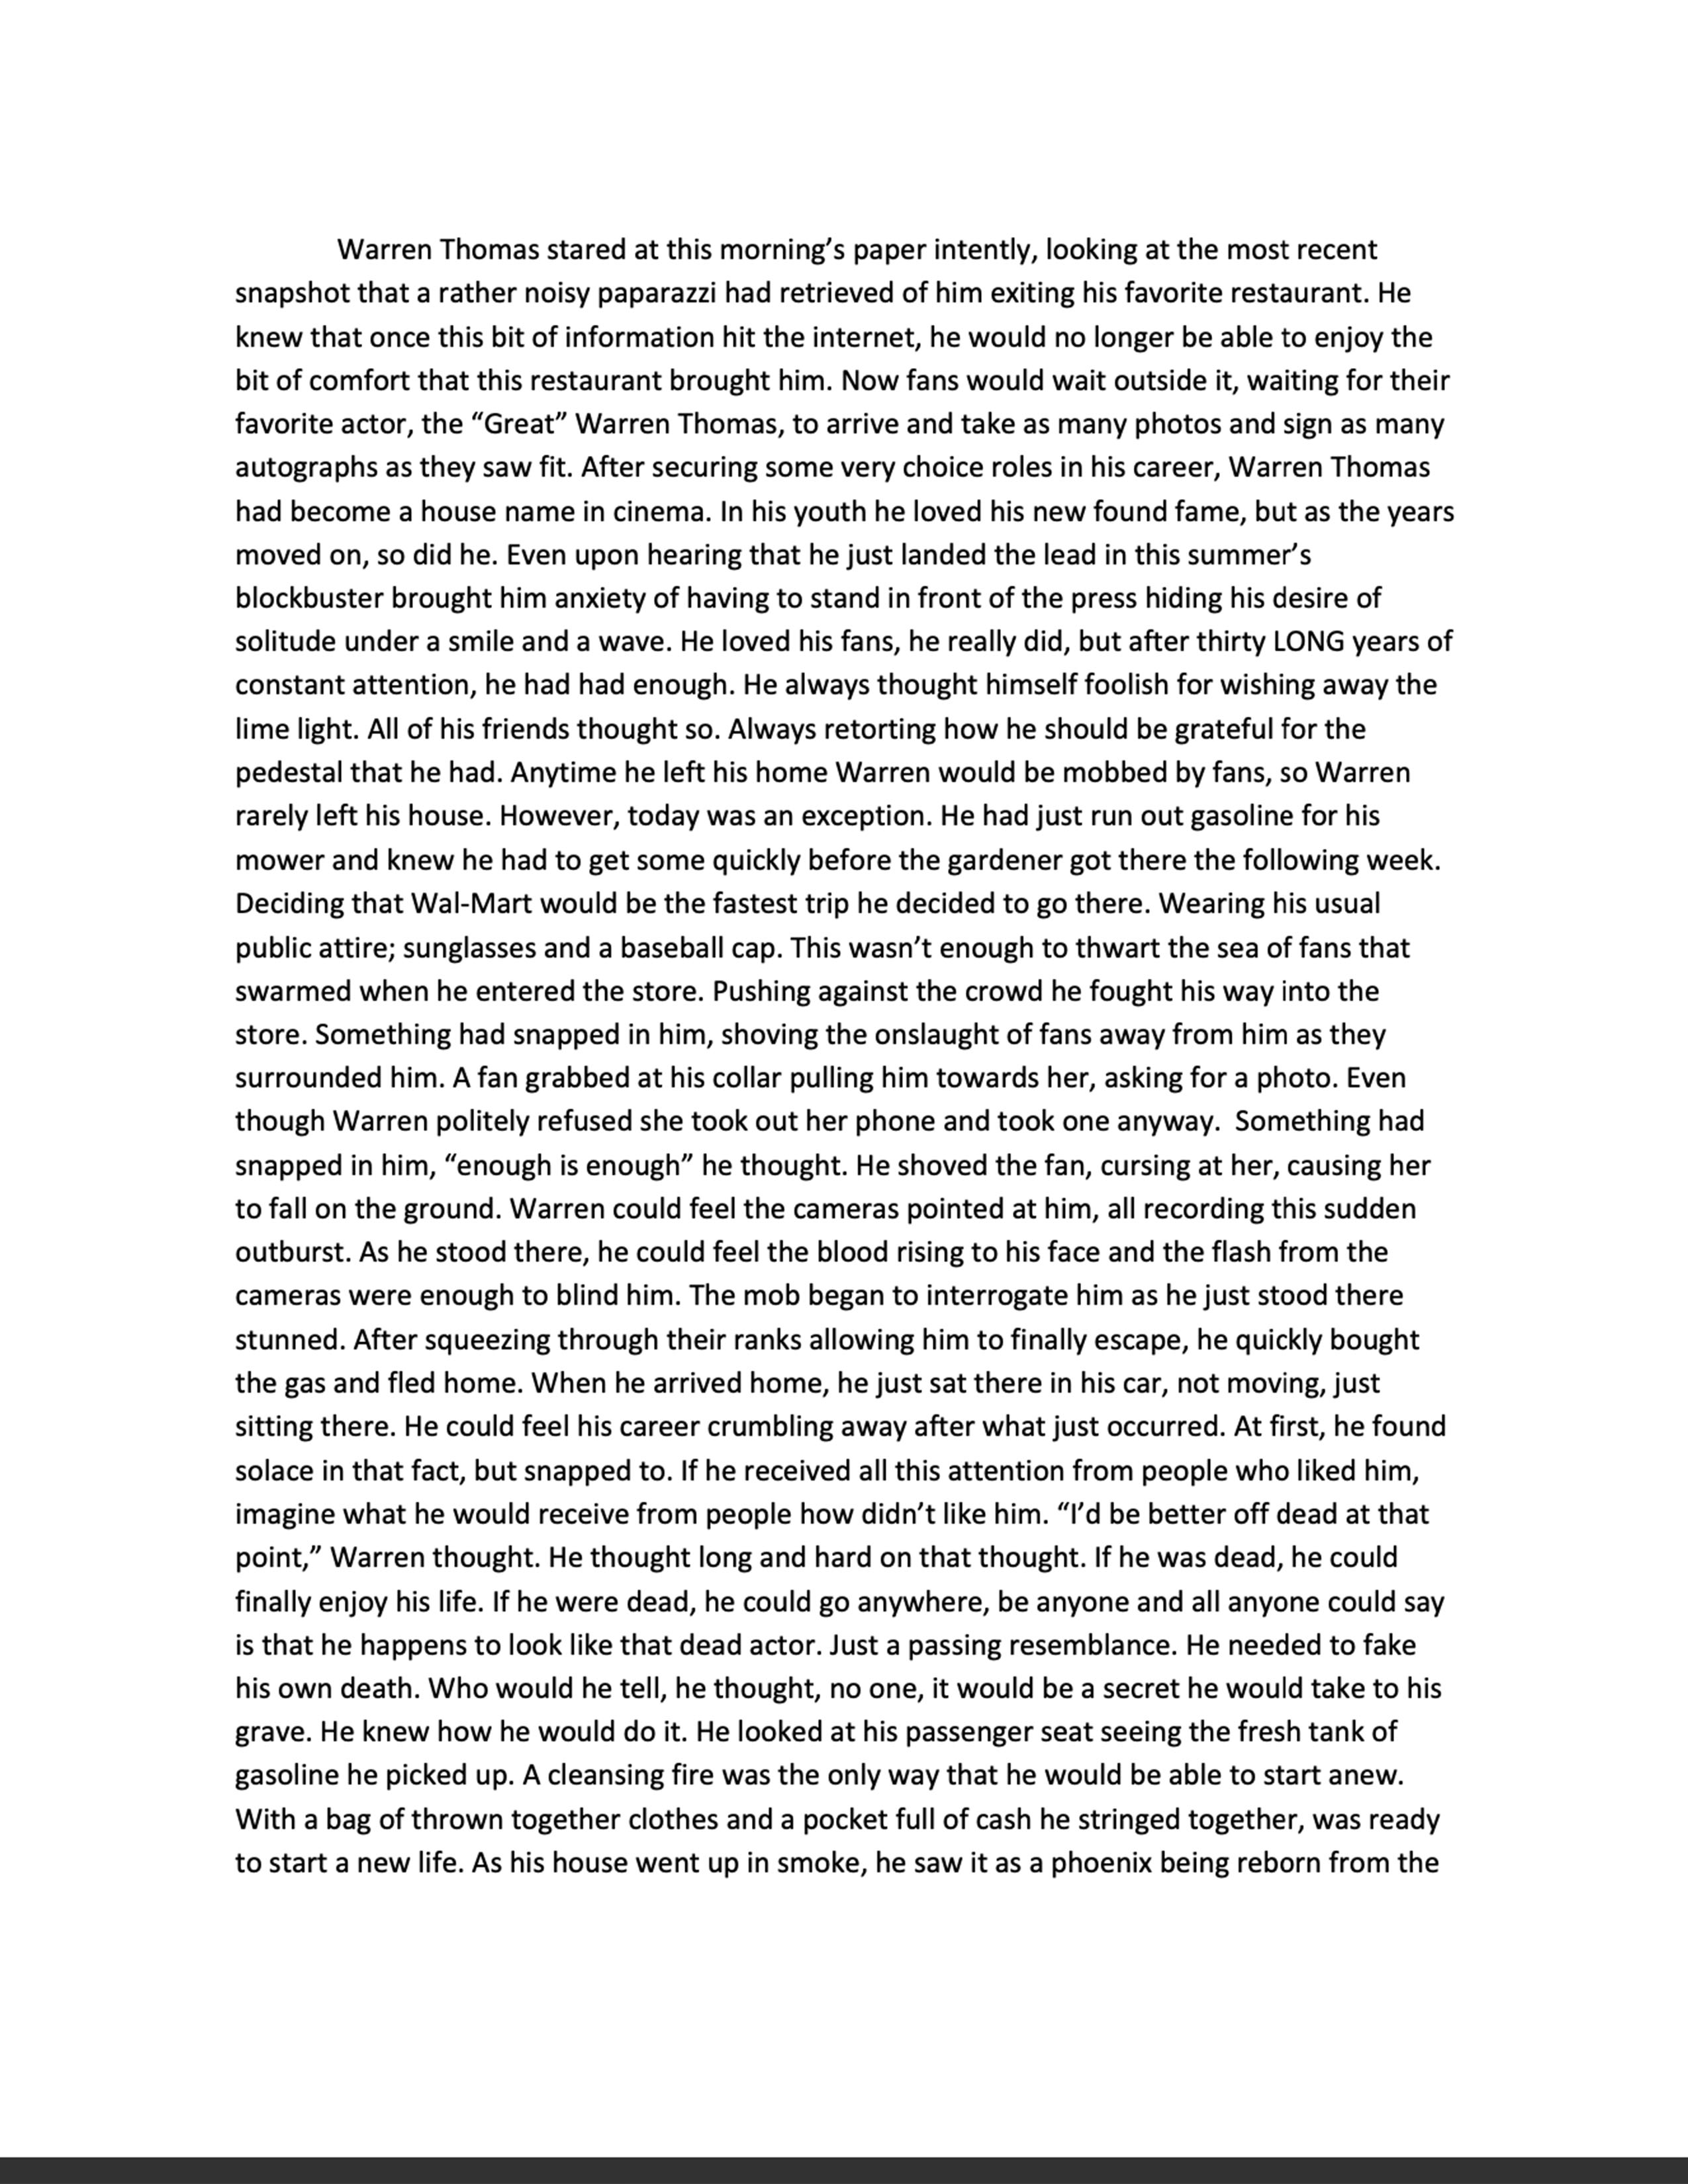 Warren Thomas stared at this morning’s paper intently, looking at the most recent
snapshot that a rather noisy paparazzi had retrieved of him exiting his favorite restaurant. He
knew that once this bit of information hit the internet, he would no longer be able to enjoy the
bit of comfort that this restaurant brought him. Now fans would wait outside it, waiting for their
favorite actor, the “Great” Warren Thomas, to arrive and take as many photos and sign as many
autographs as they saw fit. After securing some very choice roles in his career, Warren Thomas
had become a house name in cinema. In his youth he loved his new found fame, but as the years
moved on, so did he. Even upon hearing that he just landed the lead in this summer’s
blockbuster brought him anxiety of having to stand in front of the press hiding his desire of
solitude under a smile and a wave. He loved his fans, he really did, but after thirty LONG years of
constant attention, he had had enough. He always thought himself foolish for wishing away the
lime light. All of his friends thought so. Always retorting how he should be grateful for the
pedestal that he had. Anytime he left his home Warren would be mobbed by fans, so Warren
rarely left his house. However, today was an exception. He had just run out gasoline for his
mower and knew he had to get some quickly before the gardener got there the following week.
Deciding that Wal-Mart would be the fastest trip he decided to go there. Wearing his usual
public attire; sunglasses and a baseball cap. This wasn’t enough to thwart the sea of fans that
swarmed when he entered the store. Pushing against the crowd he fought his way into the
store. Something had snapped in him, shoving the onslaught of fans away from him as they
surrounded him. A fan grabbed at his collar pulling him towards her, asking for a photo. Even
though Warren politely refused she took out her phone and took one anyway.  Something had
snapped in him, “enough is enough” he thought. He shoved the fan, cursing at her, causing her
to fall on the ground. Warren could feel the cameras pointed at him, all recording this sudden
outburst. As he stood there, he could feel the blood rising to his face and the flash from the
cameras were enough to blind him. The mob began to interrogate him as he just stood there
stunned. After squeezing through their ranks allowing him to finally escape, he quickly bought
the gas and fled home. When he arrived home, he just sat there in his car, not moving, just
sitting there. He could feel his career crumbling away after what just occurred. At first, he found
solace in that fact, but snapped to. If he received all this attention from people who liked him,
imagine what he would receive from people how didn’t like him. “I’d be better off dead at that
point,” Warren thought. He thought long and hard on that thought. If he was dead, he could
finally enjoy his life. If he were dead, he could go anywhere, be anyone and all anyone could say
is that he happens to look like that dead actor. Just a passing resemblance. He needed to fake
his own death. Who would he tell, he thought, no one, it would be a secret he would take to his
grave. He knew how he would do it. He looked at his passenger seat seeing the fresh tank of
gasoline he picked up. A cleansing fire was the only way that he would be able to start anew.
With a bag of thrown together clothes and a pocket full of cash he stringed together, was ready
to start a new life. As his house went up in smoke, he saw it as a phoenix being reborn from the